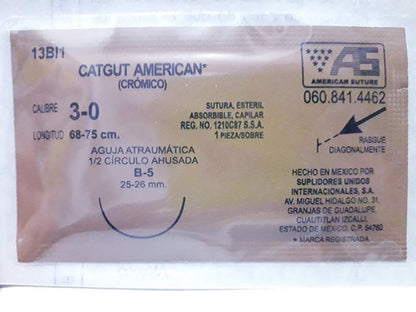 13BM
CATGUT AMERICAN*
(CRÓMICO)
CALIBRE 3-0
LONGITUD 68-75 cm.
SUTURA, ESTERIL
ABSORBIBLE, CAPILAR
REG. NO. 1210C87 S.S.A.
1 PIEZA/SOBRE
AGUJA ATRAUMÁTICA
1/2 CÍRCULO AHUSADA
B-5
25-26 mm.
AS
AMERICAN SUTURE
060.841.4462
RASGUE
DIAGONALMENTE
HECHO EN MÉXICO POR
SUPLIDORES UNIDOS
INTERNACIONALES, S.A.
AV. MIGUEL HIDALGO NO. 31,
GRANJAS DE GUADALUPE,
CUAUTITLAN IZCALLI,
ESTADO DE MÉXICO, C.P. 54760
* MARCA REGISTRADA